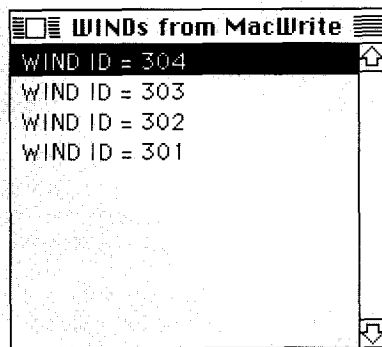 WINDs from MacWrite
WIND ID = 304
WIND ID = 303
WIND ID = 302
WIND ID = 301